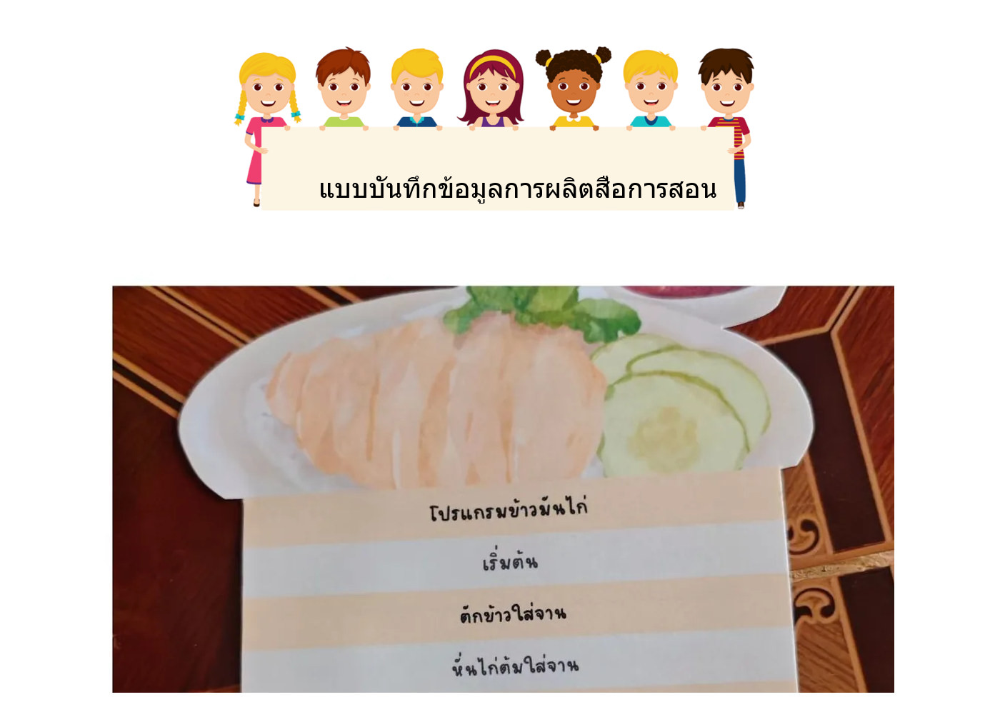 แบบบันทึกข้อมูลการผลิตสื่อการสอน
โปรแกรมข้าวมันไก่
เริ่มต้น
ตักข้าวใส่จาน
หั่นไก่ต้มใส่จาน